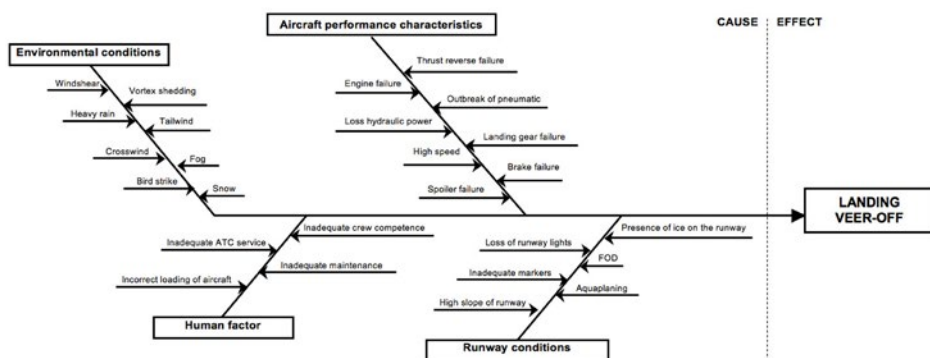 Aircraft performance characteristics
CAUSE
EFFECT
Environmental conditions
Thrust reverse failure
Windshear
Engine failure
Vortex shedding
Outbreak of pneumatic
Heavy rain
Tailwind
Loss hydraulic power
Landing gear failure
Crosswind
Fog
High speed
Brake failure
Bird strike
Snow
Spoiler failure
LANDING
VEER-OFF
Inadequate crew competence
Presence of ice on the runway
Inadequate ATC service
Loss of runway lights
FOD
Inadequate maintenance
Inadequate markers
Incorrect loading of aircraft
Aquaplaning
High slope of runway
Human factor
Runway conditions